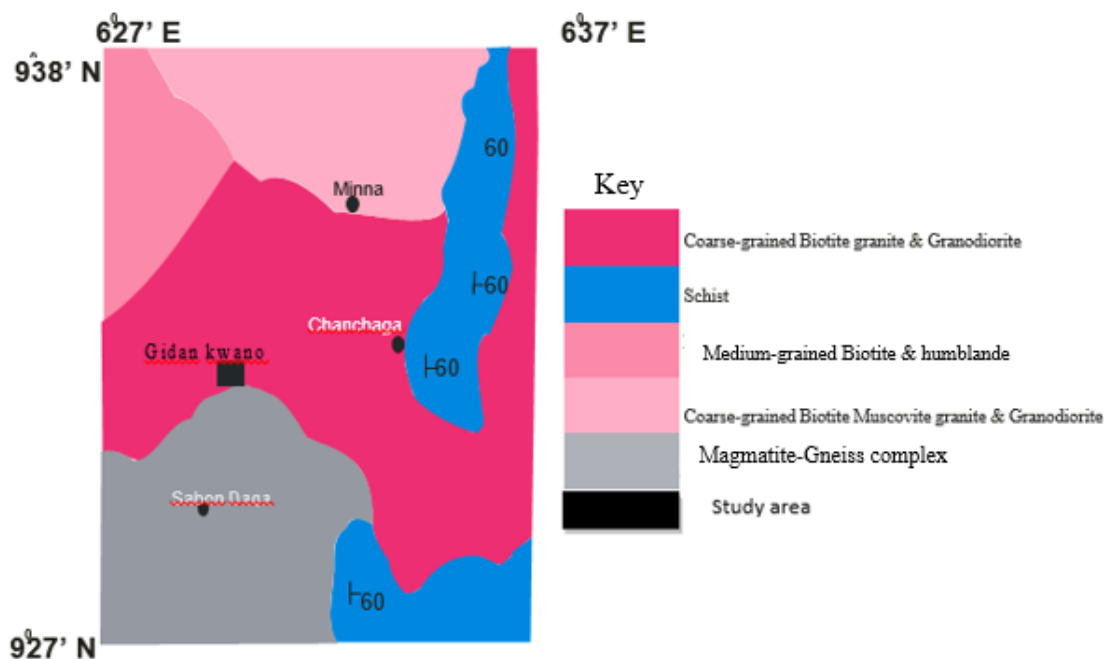 6°27’ E 6°37’ E
9°38’ N
60
Key
Minna
Coarse-grained Biotite granite & Granodiorite
60
Schist
Chanchaga
Gidan kwano
Medium-grained Biotite & humblande
60
Coarse-grained Biotite Muscovite granite & Granodiorite
Magmatite-Gneiss complex
Sabon Daga
Study area
60
9°27’ N